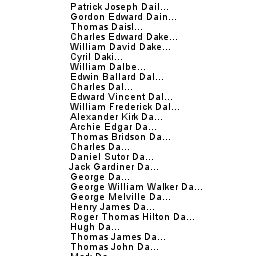 Patrick Joseph Dail...
Gordon Edward Dain...
Thomas Daisl...
Charles Edward Dake...
William David Dake...
Cyril Daki...
William Dalbe...
Edwin Ballard Dal...
Charles Dal...
Edward Vincent Dal...
William Frederick Dal...
Alexander Kirk Da...
Archie Edgar Da...
Thomas Bridson Da...
Charles Da...
Daniel Sutor Da...
Jack Gardiner Da...
George Da...
George William Walker Da...
George Melville Da...
Henry James Da...
Roger Thomas Hilton Da...
Hugh Da...
Thomas James Da...
Thomas John Da...